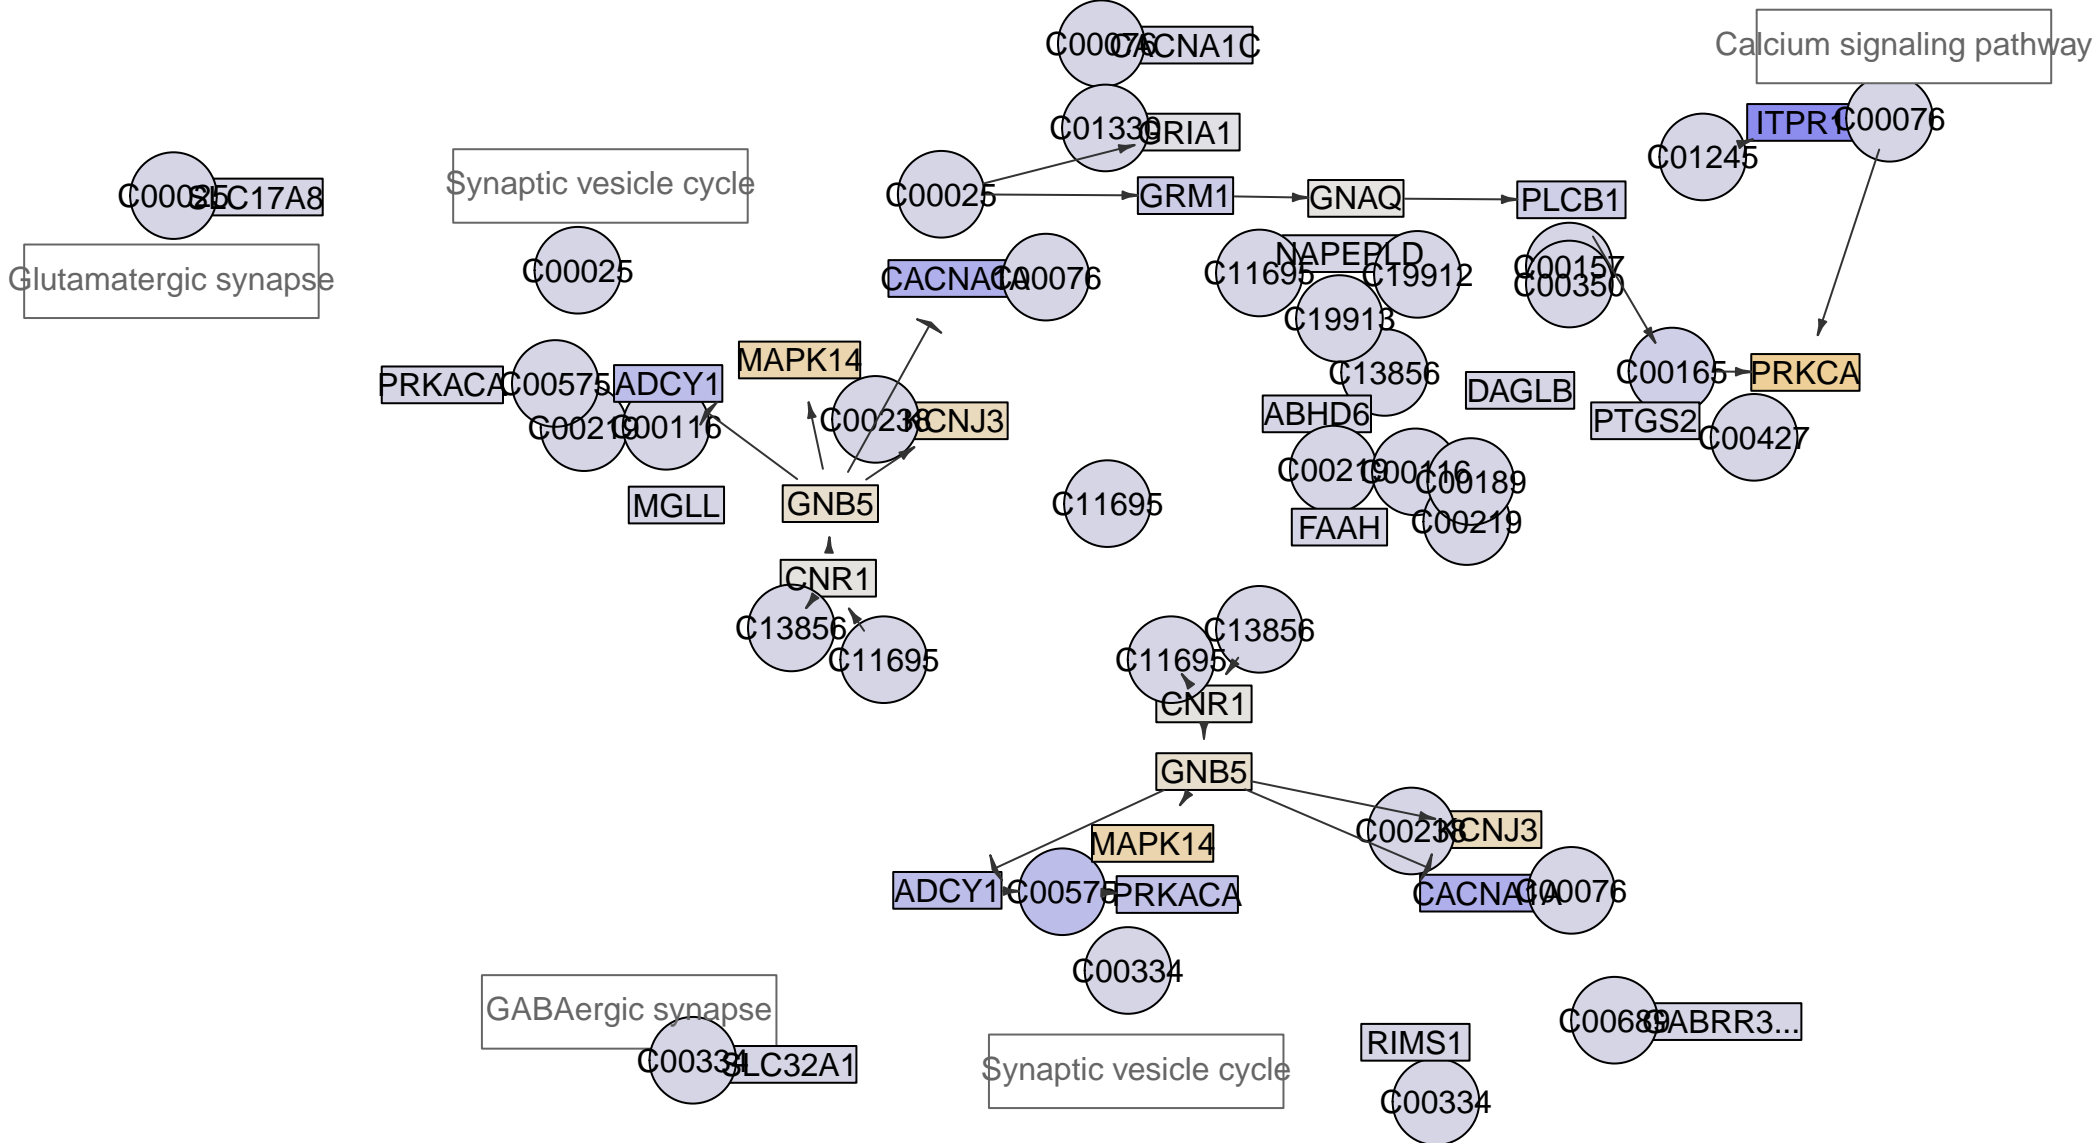 C00076
CACNA1C
Calcium signaling pathway
C01330
GRIA1
ITPR1
C00076
C01245
Synaptic vesicle cycle
C00025
SLC17A8
C00025
GRM1
GNAQ
PLCB1
Glutamatergic synapse
C00025
CACNA1A
C00076
NAPEPLD
C11695
C19912
C00157
C00350
C19913
MAPK14
C13856
C00165
PRKCA
PRKACA
C00575
ADCY1
DAGLB
C00219
C00116
C00238
KCNJ3
ABHD6
PTGS2
C00427
C00219
C00116
C00189
MGLL
GNB5
C11695
FAAH
C00219
CNR1
C13856
C11695
C13856
C11695
CNR1
GNB5
C00238
KCNJ3
MAPK14
ADCY1
C00575
PRKACA
CACNA1A
C00076
C00334
GABAergic synapse
C00689
GABRR3...
RIMS1
C00334
SLC32A1
Synaptic vesicle cycle
C00334